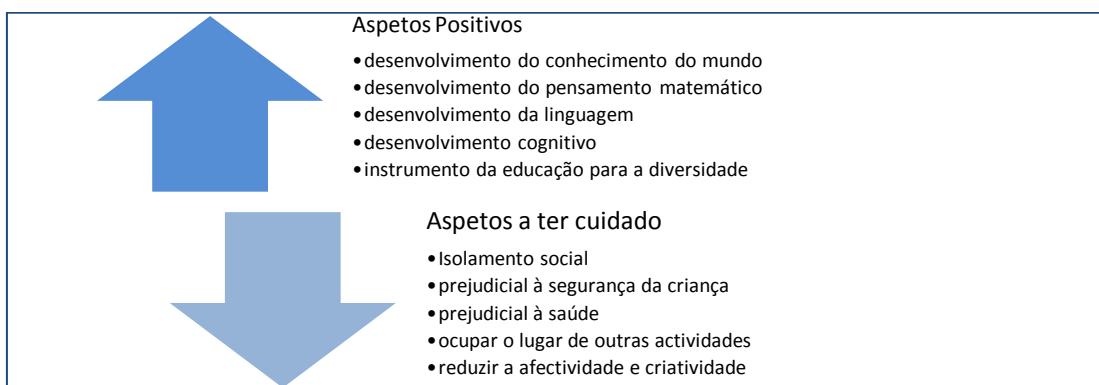 Aspetos Positivos
•desenvolvimento do conhecimento do mundo
•desenvolvimento do pensamento matemático
•desenvolvimento da linguagem
•desenvolvimento cognitivo
•instrumento da educação para a diversidade
Aspetos a ter cuidado
•Isolamento social
•prejudicial à segurança da criança
•prejudicial à saúde
•ocupar o lugar de outras actividades
•reduzir a afectividade e criatividade